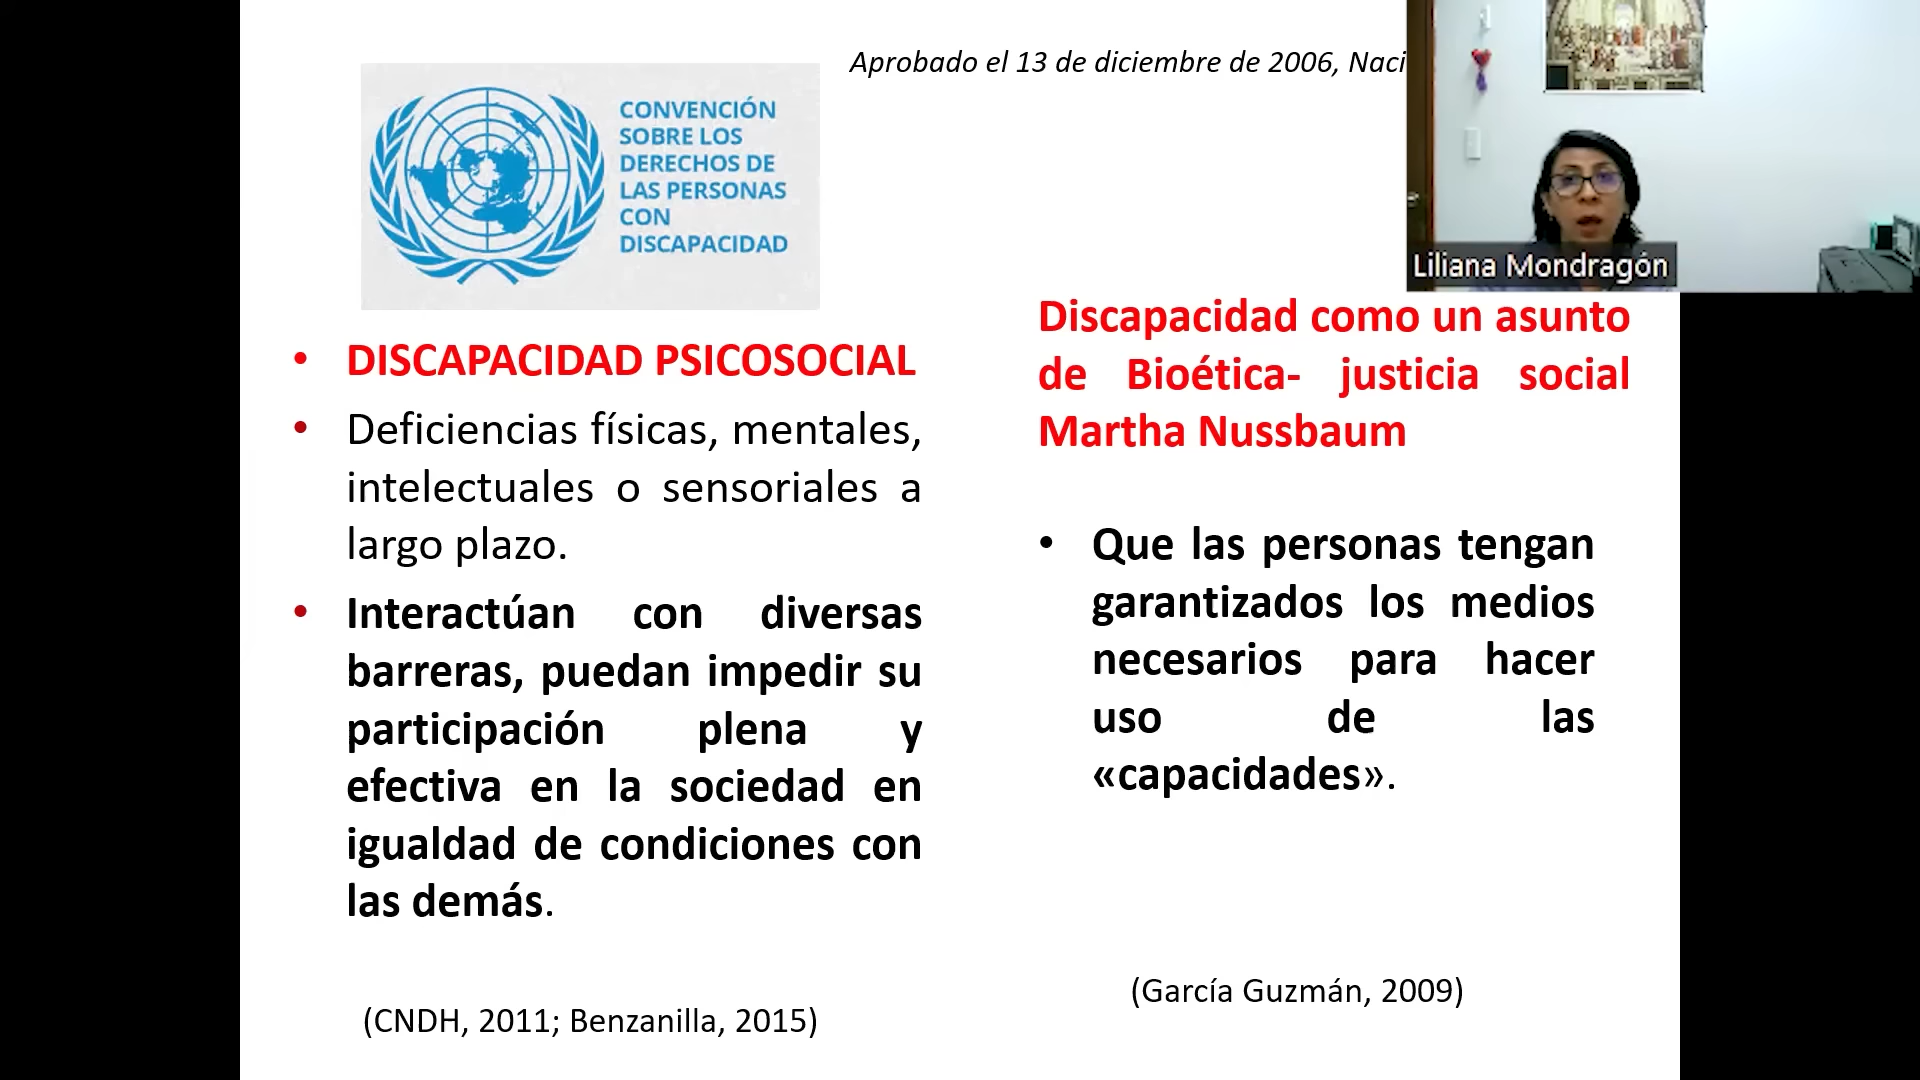 Aprobado el 13 de diciembre de 2006, Naci
CONVENCIÓN
SOBRE LOS
DERECHOS DE
LAS PERSONAS
CON
DISCAPACIDAD
Liliana Mondragón
• DISCAPACIDAD PSICOSOCIAL
• Deficiencias físicas, mentales,
intelectuales o sensoriales a
largo plazo.
• Interactúan con diversas
barreras, puedan impedir su
participación plena y
efectiva en la sociedad en
igualdad de condiciones con
las demás.
(CNDH, 2011; Benzanilla, 2015)
Discapacidad como un asunto
de Bioética- justicia social
Martha Nussbaum
• Que las personas tengan
garantizados los medios
necesarios para hacer
uso de las
«capacidades».
(García Guzmán, 2009)